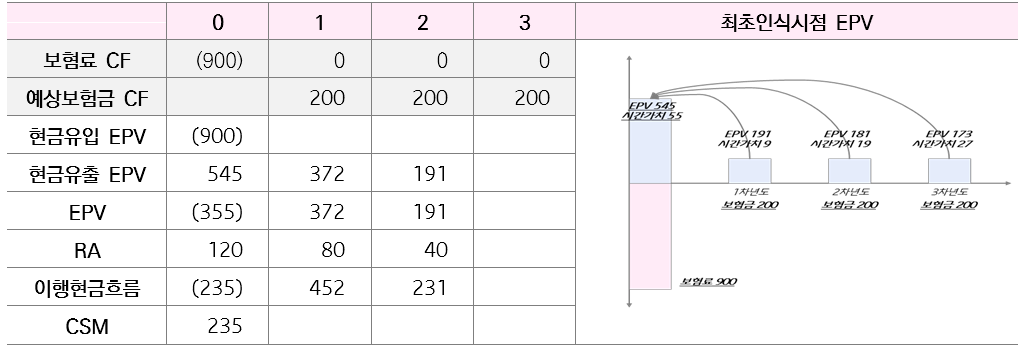 0 1 2 3 최초인식시점 EPV
보험료 CF (900) 0 0 0
예상보험금 CF 200 200 200
현금유입 EPV (900)
현금유출 EPV 545 372 191
EPV (355) 372 191
RA 120 80 40
이행현금흐름 (235) 452 231
CSM 235
EPV 545
시간가치 55
EPV 191
시간가치 9
EPV 181
시간가치 19
EPV 173
시간가치 27
1차년도
보험금 200
2차년도
보험금 200
3차년도
보험금 200
보험료 900